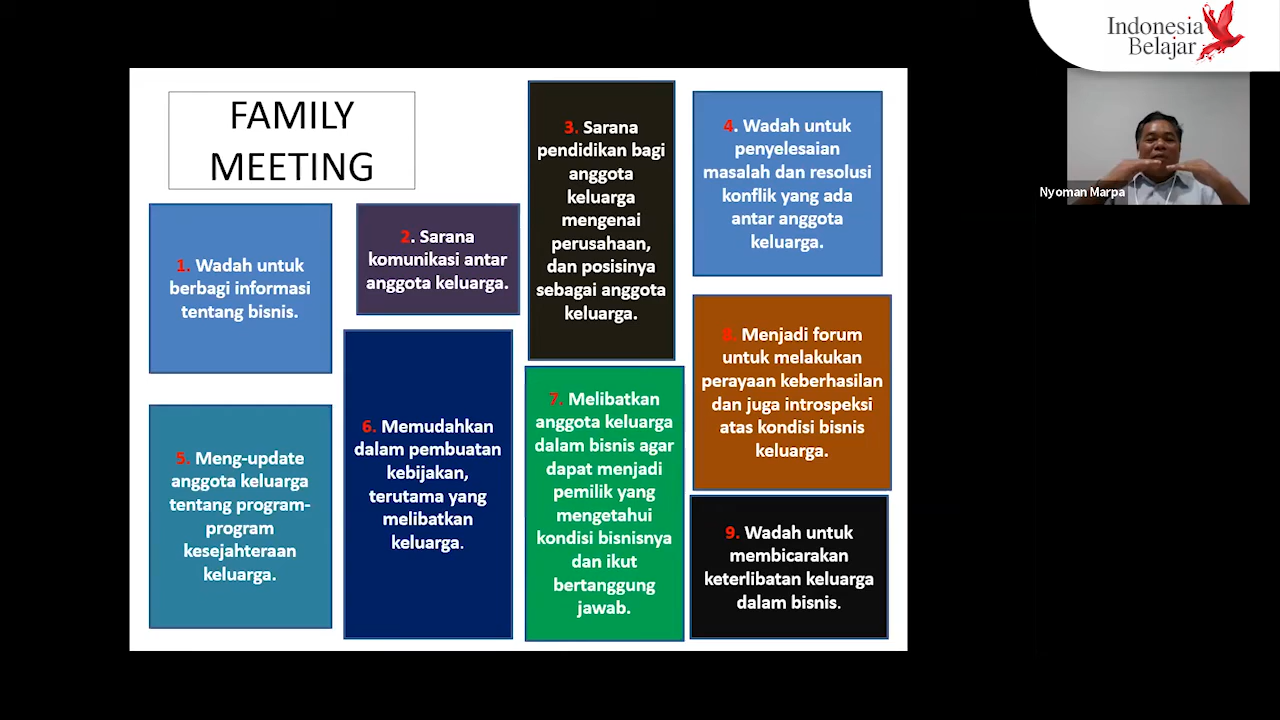 Indonesia
Belajar
FAMILY
MEETING
1. Wadah untuk
berbagi informasi
tentang bisnis.
2. Sarana
komunikasi antar
anggota keluarga.
3. Sarana
pendidikan bagi
anggota
keluarga
mengenai
perusahaan,
dan posisinya
sebagai anggota
keluarga.
4. Wadah untuk
penyelesaian
masalah dan resolusi
konflik yang ada
antar anggota
keluarga.
5. Meng-update
anggota keluarga
tentang program-
program
kesejahteraan
keluarga.
6. Memudahkan
dalam pembuatan
kebijakan,
terutama yang
melibatkan
keluarga.
7. Melibatkan
anggota keluarga
dalam bisnis agar
dapat menjadi
pemilik yang
mengetahui
kondisi bisnisnya
dan ikut
bertanggung
jawab.
8. Menjadi forum
untuk melakukan
perayaan keberhasilan
dan juga introspeksi
atas kondisi bisnis
keluarga.
9. Wadah untuk
membicarakan
keterlibatan keluarga
dalam bisnis.
Nyoman Marpa